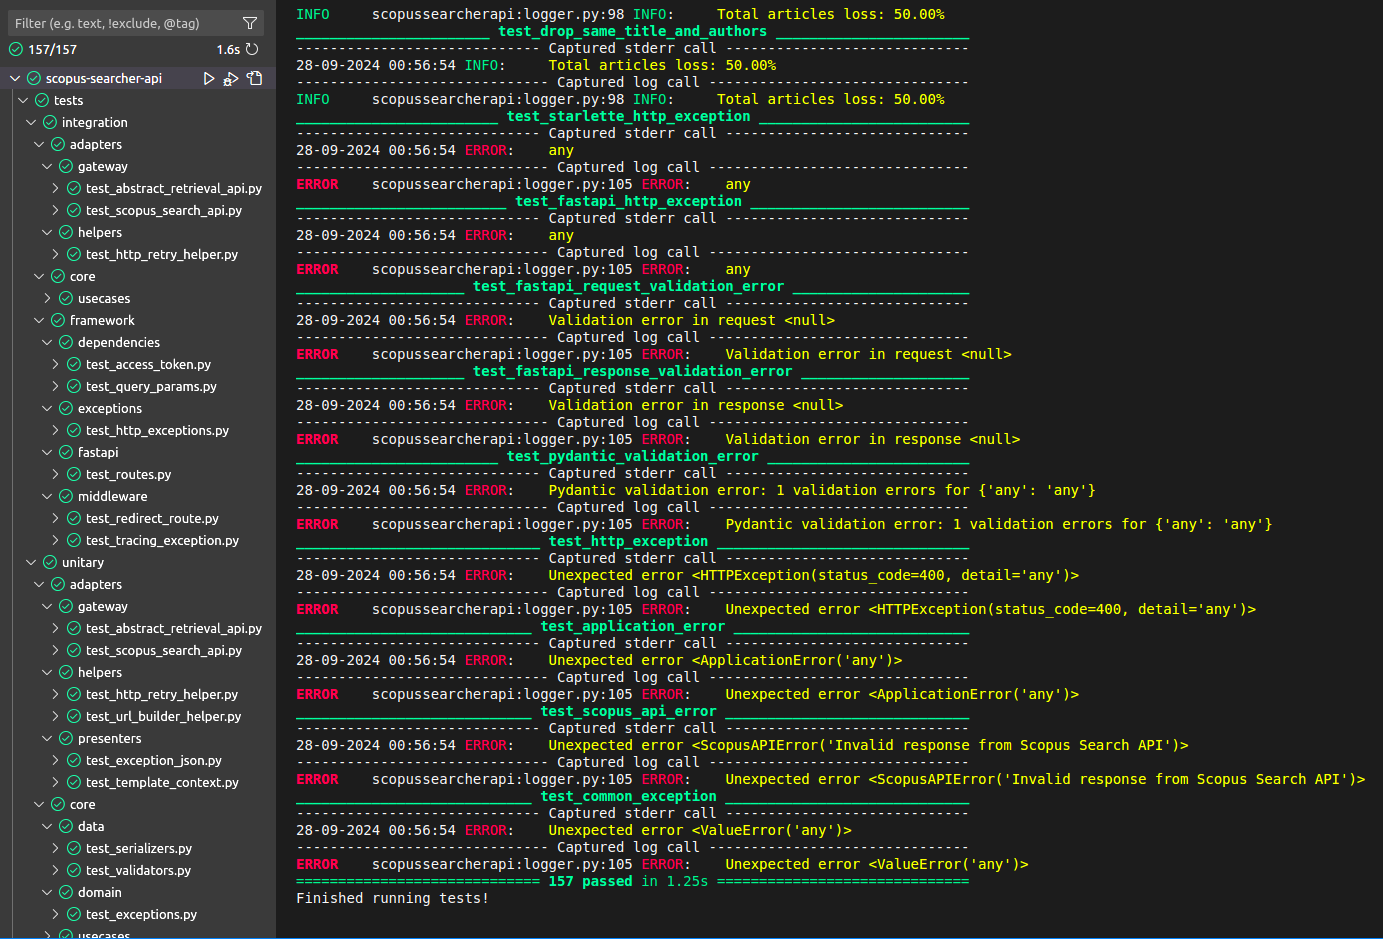 Filter (e.g. text, !exclude, @tag)
157/157
1.6s
scopus-searcher-api
tests
integration
adapters
gateway
test_abstract_retrieval_api.py
test_scopus_search_api.py
helpers
test_http_retry_helper.py
core
usecases
framework
dependencies
test_access_token.py
test_query_params.py
exceptions
test_http_exceptions.py
fastapi
test_routes.py
middleware
test_redirect_route.py
test_tracing_exception.py
unitary
adapters
gateway
test_abstract_retrieval_api.py
test_scopus_search_api.py
helpers
test_http_retry_helper.py
test_url_builder_helper.py
presenters
test_exception_json.py
test_template_context.py
core
data
test_serializers.py
test_validators.py
domain
test_exceptions.py
usecases
INFO     scopussearcherapi:logger.py:98 INFO:     Total articles loss: 50.00%
_______________________ test_drop_same_title_and_authors _______________________
----------------------------- Captured stderr call -----------------------------
28-09-2024 00:56:54 INFO:     Total articles loss: 50.00%
------------------------------ Captured log call -------------------------------
INFO     scopussearcherapi:logger.py:98 INFO:     Total articles loss: 50.00%
________________________ test_starlette_http_exception _________________________
----------------------------- Captured stderr call -----------------------------
28-09-2024 00:56:54 ERROR:    any
------------------------------ Captured log call -------------------------------
ERROR    scopussearcherapi:logger.py:105 ERROR:    any
_________________________ test_fastapi_http_exception __________________________
----------------------------- Captured stderr call -----------------------------
28-09-2024 00:56:54 ERROR:    any
------------------------------ Captured log call -------------------------------
ERROR    scopussearcherapi:logger.py:105 ERROR:    any
____________________ test_fastapi_request_validation_error _____________________
----------------------------- Captured stderr call -----------------------------
28-09-2024 00:56:54 ERROR:    Validation error in request <null>
------------------------------ Captured log call -------------------------------
ERROR    scopussearcherapi:logger.py:105 ERROR:    Validation error in request <null>
____________________ test_fastapi_response_validation_error ____________________
----------------------------- Captured stderr call -----------------------------
28-09-2024 00:56:54 ERROR:    Validation error in response <null>
------------------------------ Captured log call -------------------------------
ERROR    scopussearcherapi:logger.py:105 ERROR:    Validation error in response <null>
________________________ test_pydantic_validation_error ________________________
----------------------------- Captured stderr call -----------------------------
28-09-2024 00:56:54 ERROR:    Pydantic validation error: 1 validation errors for {'any': 'any'}
------------------------------ Captured log call -------------------------------
ERROR    scopussearcherapi:logger.py:105 ERROR:    Pydantic validation error: 1 validation errors for {'any': 'any'}
_____________________________ test_http_exception ______________________________
----------------------------- Captured stderr call -----------------------------
28-09-2024 00:56:54 ERROR:    Unexpected error <HTTPException(status_code=400, detail='any')>
------------------------------ Captured log call -------------------------------
ERROR    scopussearcherapi:logger.py:105 ERROR:    Unexpected error <HTTPException(status_code=400, detail='any')>
____________________________ test_application_error ____________________________
----------------------------- Captured stderr call -----------------------------
28-09-2024 00:56:54 ERROR:    Unexpected error <ApplicationError('any')>
------------------------------ Captured log call -------------------------------
ERROR    scopussearcherapi:logger.py:105 ERROR:    Unexpected error <ApplicationError('any')>
____________________________ test_scopus_api_error _____________________________
----------------------------- Captured stderr call -----------------------------
28-09-2024 00:56:54 ERROR:    Unexpected error <ScopusAPIError('Invalid response from Scopus Search API')>
------------------------------ Captured log call -------------------------------
ERROR    scopussearcherapi:logger.py:105 ERROR:    Unexpected error <ScopusAPIError('Invalid response from Scopus Search API')>
____________________________ test_common_exception _____________________________
----------------------------- Captured stderr call -----------------------------
28-09-2024 00:56:54 ERROR:    Unexpected error <ValueError('any')>
------------------------------ Captured log call -------------------------------
ERROR    scopussearcherapi:logger.py:105 ERROR:    Unexpected error <ValueError('any')>
============================= 157 passed in 1.25s ==============================
Finished running tests!